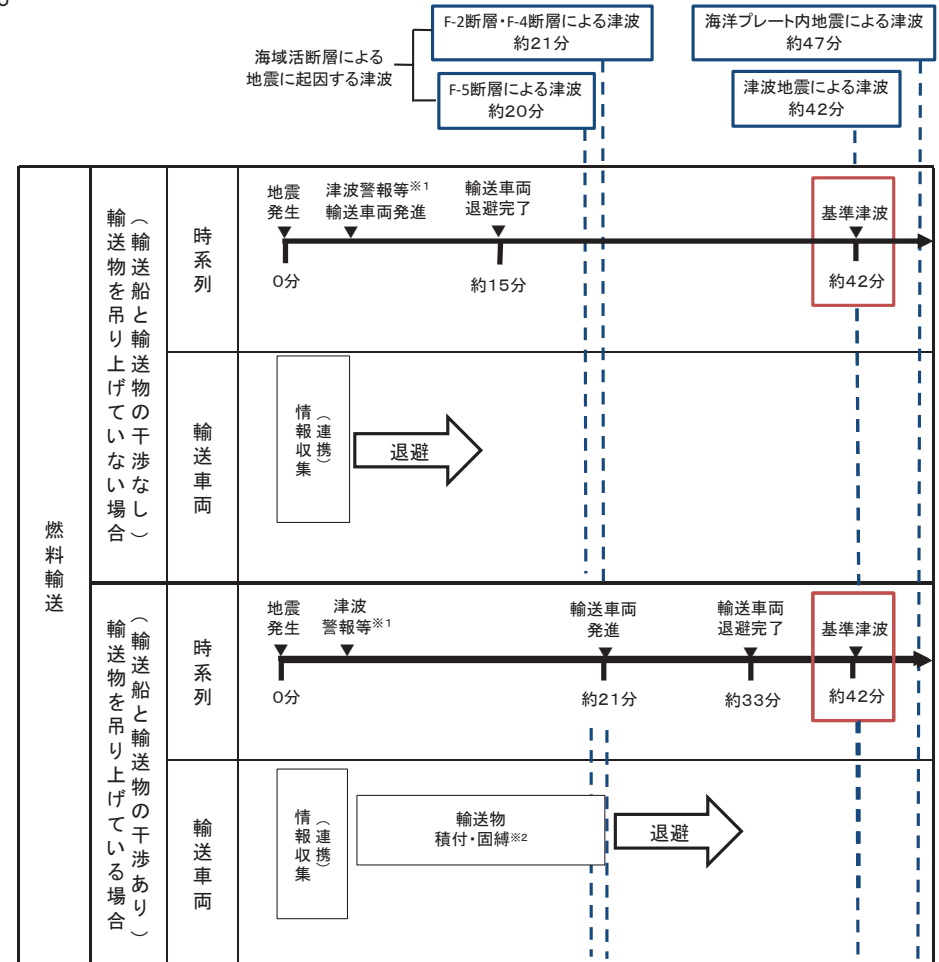 海域活断層による
地震に起因する津波
F-2断層・F-4断層による津波
約21分
F-5断層による津波
約20分
海洋プレート内地震による津波
約47分
津波地震による津波
約42分
燃料輸送
輸送物を吊り上げていない場合
（輸送船と輸送物の干渉なし）
時系列
地震
発生
津波警報等※1
輸送車両発進
輸送車両
退避完了
基準津波
0分
約15分
約42分
輸送車両
情報収集
（連携）
退避
輸送物を吊り上げている場合
（輸送船と輸送物の干渉あり）
時系列
地震
発生
津波
警報等※1
輸送車両
発進
輸送車両
退避完了
基準津波
0分
約21分
約33分
約42分
輸送車両
情報収集
（連携）
輸送物
積付・固縛※2
退避